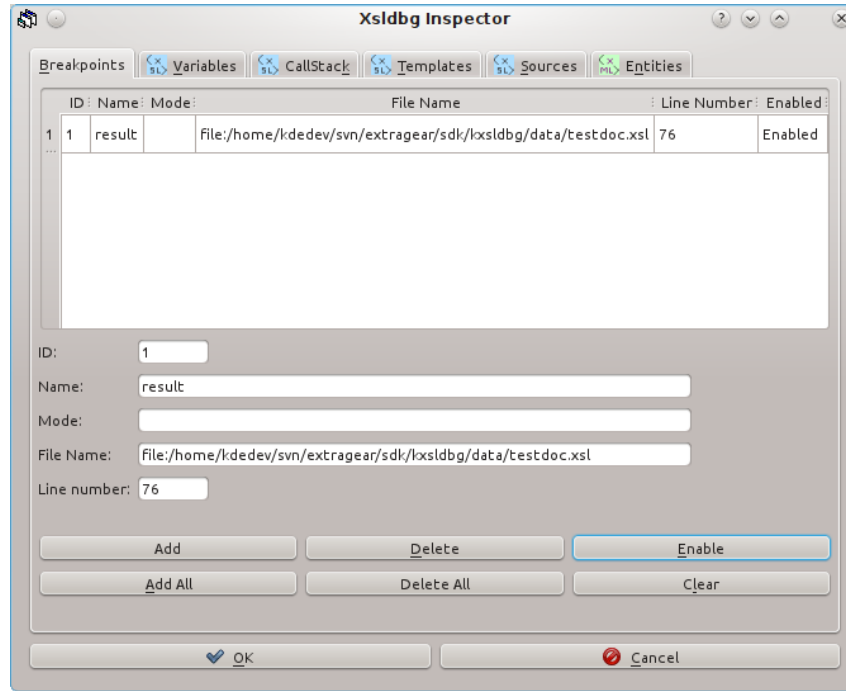 Xsldbg Inspector
Breakpoints Variables CallStack Templates Sources Entities
ID Name Mode File Name Line Number Enabled
1 1 result file:/home/kdedev/svn/extragear/sdk/kxsldbg/data/testdoc.xsl 76 Enabled
ID: 1
Name: result
Mode:
File Name: file:/home/kdedev/svn/extragear/sdk/kxsldbg/data/testdoc.xsl
Line number: 76
Add Delete Enable
Add All Delete All Clear
OK Cancel